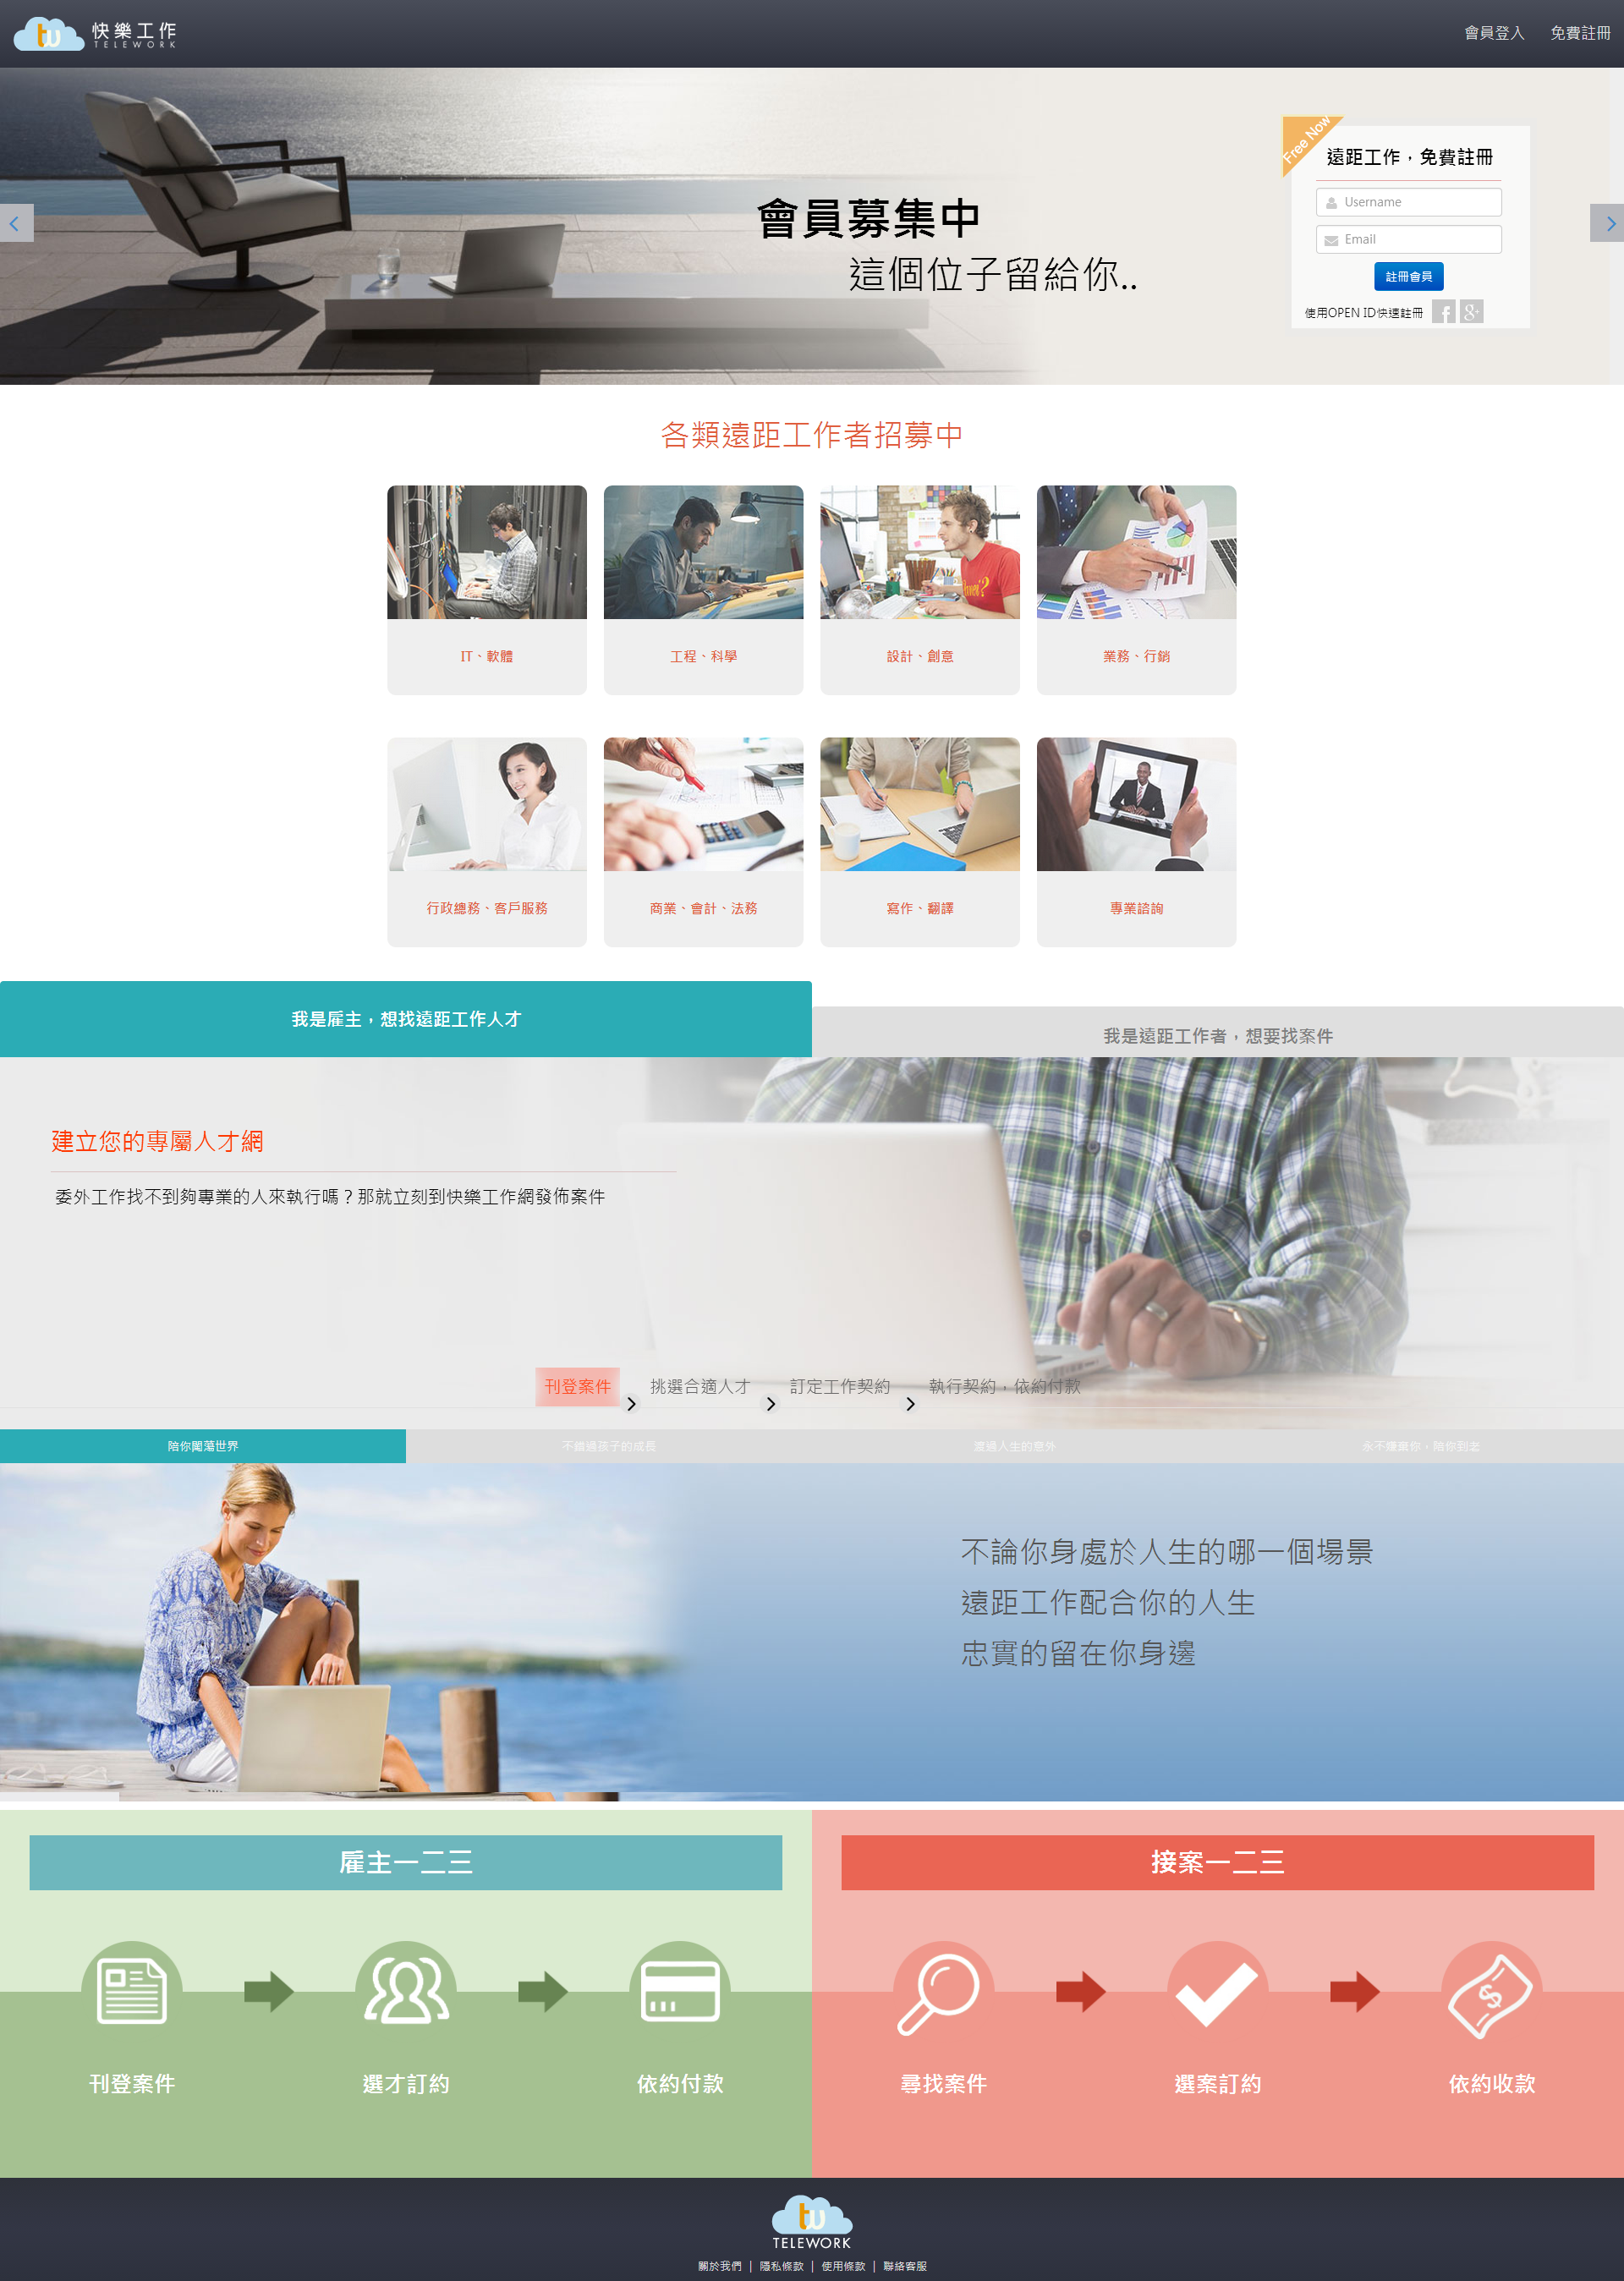 tw 快樂工作
TELEWORK
會員登入 免費註冊
Free Now
遠距工作，免費註冊
Username
Email
註冊會員
使用OPEN ID快速註冊
會員募集中
這個位子留給你..
各類遠距工作者招募中
IT、軟體
工程、科學
設計、創意
業務、行銷
行政總務、客戶服務
商業、會計、法務
寫作、翻譯
專業諮詢
我是雇主，想找遠距工作人才
我是遠距工作者，想要找案件
建立您的專屬人才網
委外工作找不到夠專業的人來執行嗎？那就立刻到快樂工作網發佈案件
刊登案件
挑選合適人才
訂定工作契約
執行契約，依約付款
陪你闖蕩世界
不錯過孩子的成長
渡過人生的意外
永不嫌棄你，陪你到老
不論你身處於人生的哪一個場景
遠距工作配合你的人生
忠實的留在你身邊
雇主一二三
刊登案件
選才訂約
依約付款
接案一二三
尋找案件
選案訂約
依約收款
tw
TELEWORK
關於我們 | 隱私條款 | 使用條款 | 聯絡客服